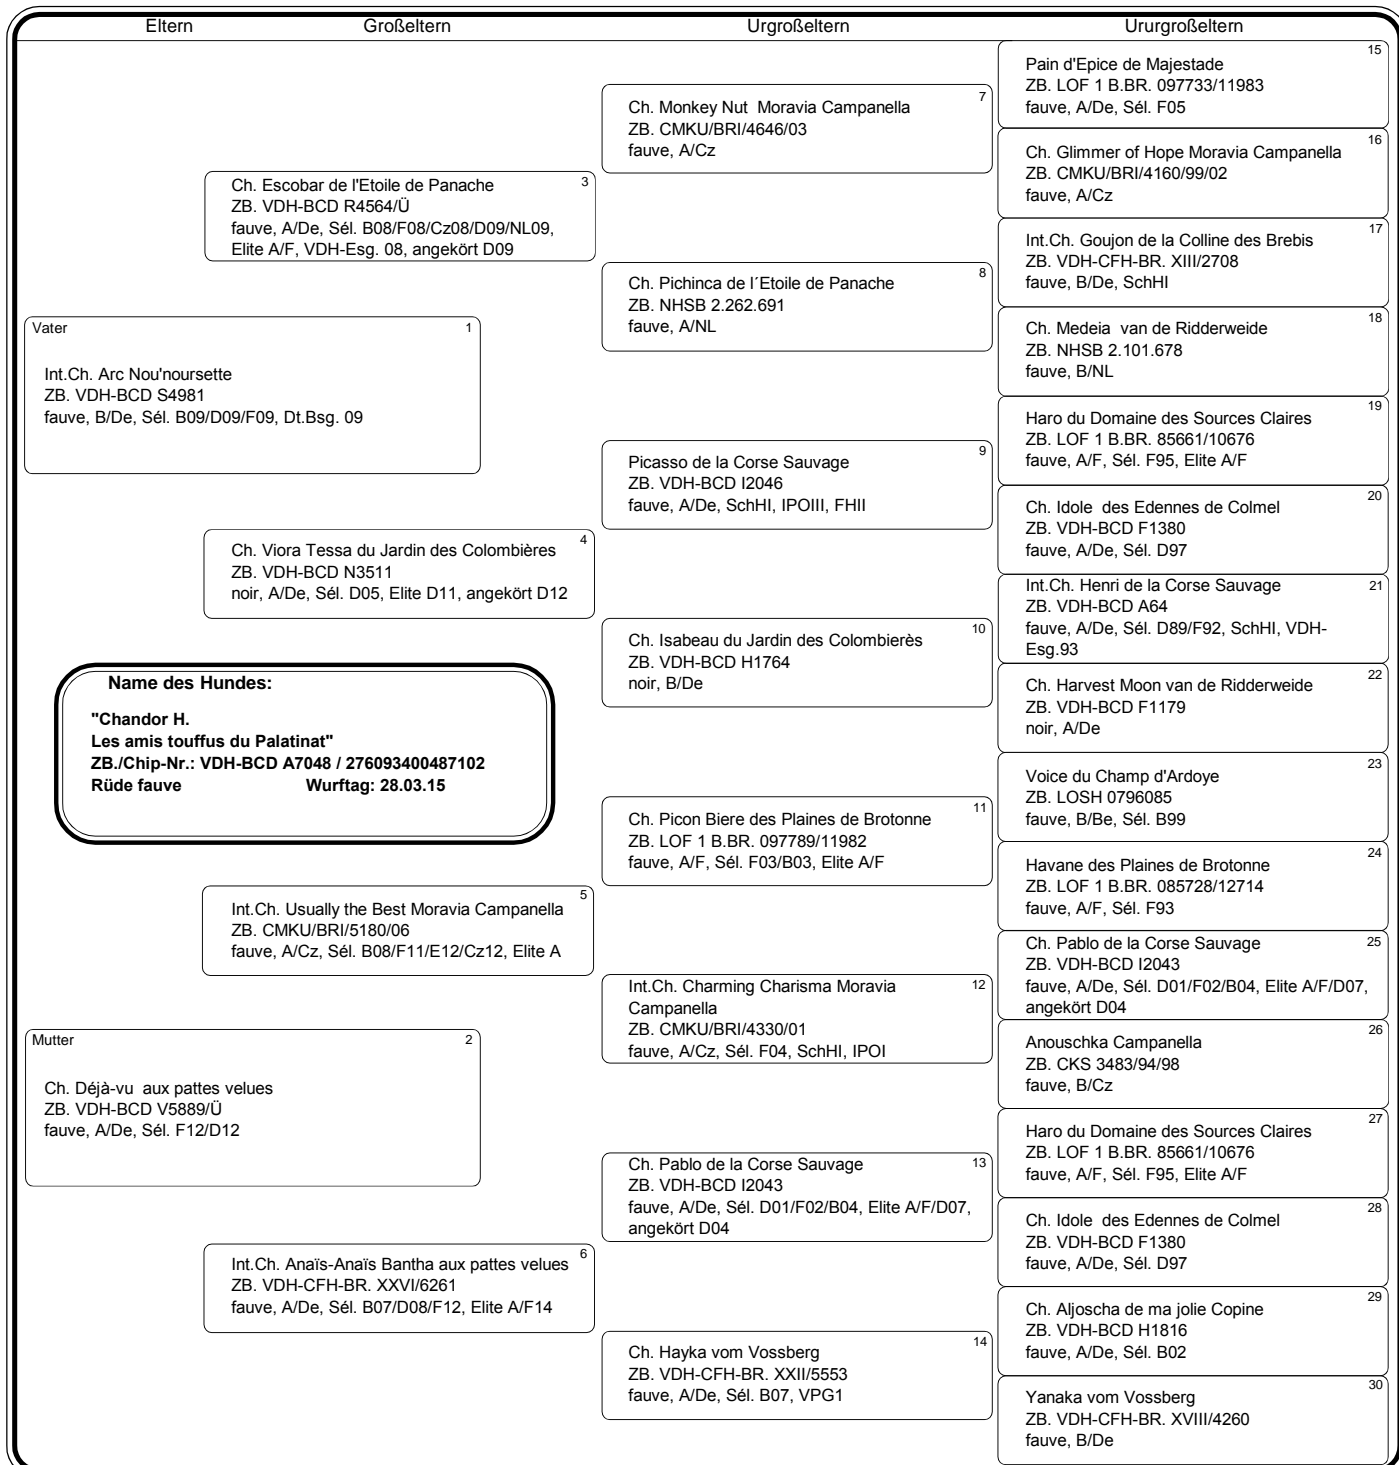 Eltern Großeltern Urgroßeltern Ururgroßeltern
Vater 1
Int.Ch. Arc Nou'noursette
ZB. VDH-BCD S4981
fauve, B/De, Sél. B09/D09/F09, Dt.Bsg. 09
Mutter 2
Ch. Déjà-vu aux pattes velues
ZB. VDH-BCD V5889/Ü
fauve, A/De, Sél. F12/D12
Name des Hundes:
"Chandor H.
Les amis touffus du Palatinat"
ZB./Chip-Nr.: VDH-BCD A7048 / 276093400487102
Rüde fauve Wurftag: 28.03.15
Ch. Escobar de l'Etoile de Panache 3
ZB. VDH-BCD R4564/Ü
fauve, A/De, Sél. B08/F08/Cz08/D09/NL09,
Elite A/F, VDH-Esg. 08, angekört D09
Ch. Viora Tessa du Jardin des Colombières 4
ZB. VDH-BCD N3511
noir, A/De, Sél. D05, Elite D11, angekört D12
Int.Ch. Usually the Best Moravia Campanella 5
ZB. CMKU/BRI/5180/06
fauve, A/Cz, Sél. B08/F11/E12/Cz12, Elite A
Int.Ch. Anaïs-Anaïs Bantha aux pattes velues 6
ZB. VDH-CFH-BR. XXVI/6261
fauve, A/De, Sél. B07/D08/F12, Elite A/F14
Ch. Monkey Nut Moravia Campanella 7
ZB. CMKU/BRI/4646/03
fauve, A/Cz
Ch. Pichinca de l´Etoile de Panache 8
ZB. NHSB 2.262.691
fauve, A/NL
Picasso de la Corse Sauvage 9
ZB. VDH-BCD I2046
fauve, A/De, SchHI, IPOIII, FHII
Ch. Isabeau du Jardin des Colombierès 10
ZB. VDH-BCD H1764
noir, B/De
Ch. Picon Biere des Plaines de Brotonne 11
ZB. LOF 1 B.BR. 097789/11982
fauve, A/F, Sél. F03/B03, Elite A/F
Int.Ch. Charming Charisma Moravia 12
Campanella
ZB. CMKU/BRI/4330/01
fauve, A/Cz, Sél. F04, SchHI, IPOI
Ch. Pablo de la Corse Sauvage 13
ZB. VDH-BCD I2043
fauve, A/De, Sél. D01/F02/B04, Elite A/F/D07,
angekört D04
Ch. Hayka vom Vossberg 14
ZB. VDH-CFH-BR. XXII/5553
fauve, A/De, Sél. B07, VPG1
Pain d'Epice de Majestade 15
ZB. LOF 1 B.BR. 097733/11983
fauve, A/De, Sél. F05
Ch. Glimmer of Hope Moravia Campanella 16
ZB. CMKU/BRI/4160/99/02
fauve, A/Cz
Int.Ch. Goujon de la Colline des Brebis 17
ZB. VDH-CFH-BR. XIII/2708
fauve, B/De, SchHI
Ch. Medeia van de Ridderweide 18
ZB. NHSB 2.101.678
fauve, B/NL
Haro du Domaine des Sources Claires 19
ZB. LOF 1 B.BR. 85661/10676
fauve, A/F, Sél. F95, Elite A/F
Ch. Idole des Edennes de Colmel 20
ZB. VDH-BCD F1380
fauve, A/De, Sél. D97
Int.Ch. Henri de la Corse Sauvage 21
ZB. VDH-BCD A64
fauve, A/De, Sél. D89/F92, SchHI, VDH-
Esg.93
Ch. Harvest Moon van de Ridderweide 22
ZB. VDH-BCD F1179
noir, A/De
Voice du Champ d'Ardoye 23
ZB. LOSH 0796085
fauve, B/Be, Sél. B99
Havane des Plaines de Brotonne 24
ZB. LOF 1 B.BR. 085728/12714
fauve, A/F, Sél. F93
Ch. Pablo de la Corse Sauvage 25
ZB. VDH-BCD I2043
fauve, A/De, Sél. D01/F02/B04, Elite A/F/D07,
angekört D04
Anouschka Campanella 26
ZB. CKS 3483/94/98
fauve, B/Cz
Haro du Domaine des Sources Claires 27
ZB. LOF 1 B.BR. 85661/10676
fauve, A/F, Sél. F95, Elite A/F
Ch. Idole des Edennes de Colmel 28
ZB. VDH-BCD F1380
fauve, A/De, Sél. D97
Ch. Aljoscha de ma jolie Copine 29
ZB. VDH-BCD H1816
fauve, A/De, Sél. B02
Yanaka vom Vossberg 30
ZB. VDH-CFH-BR. XVIII/4260
fauve, B/De